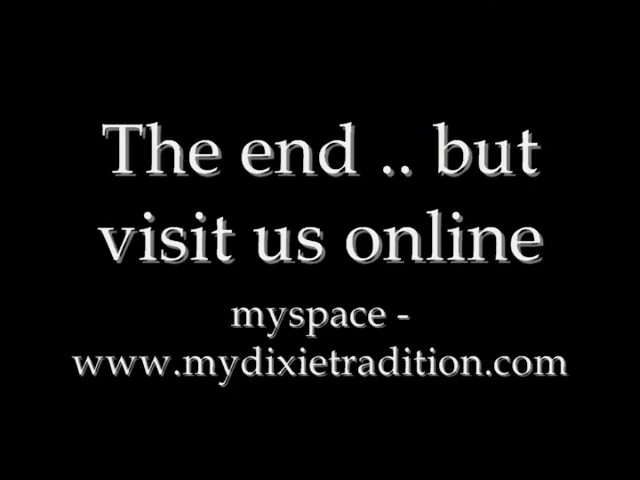 The end .. but
visit us online
myspace -
www.mydixietradition.com